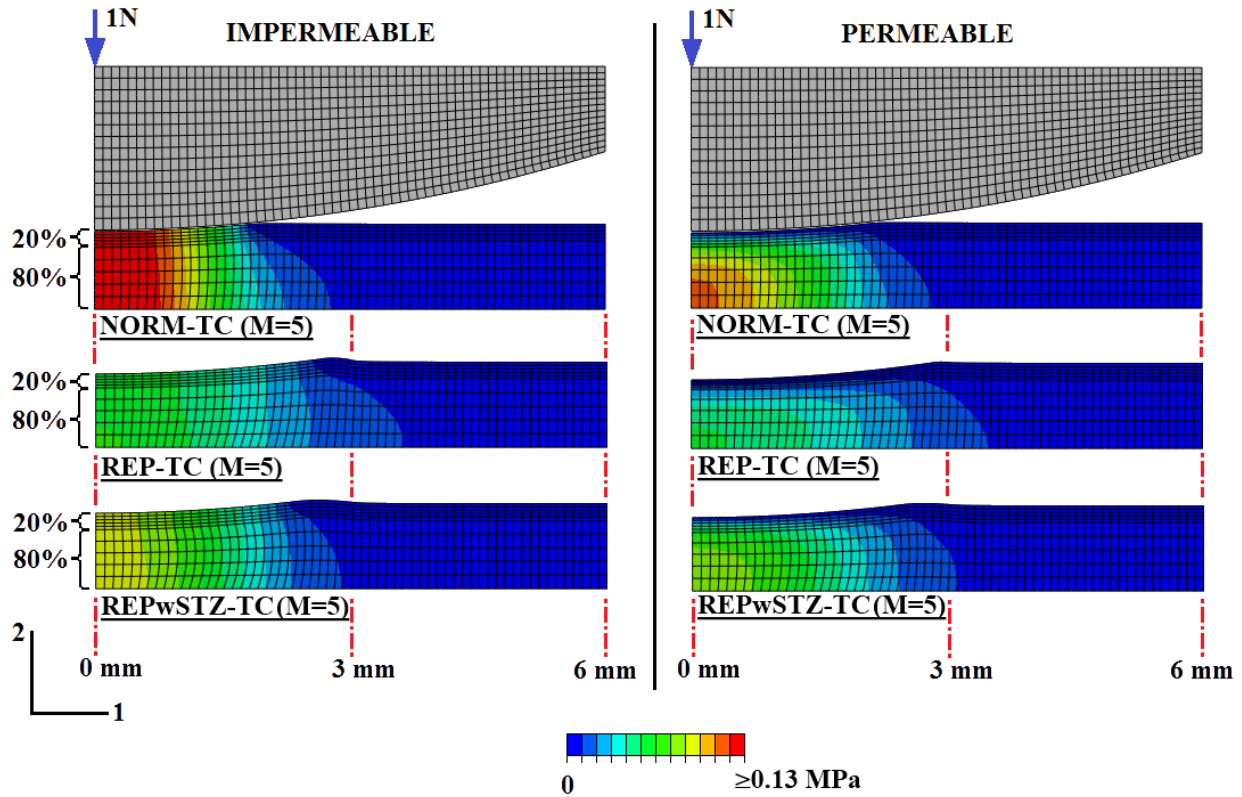 1N IMPERMEABLE 1N PERMEABLE
20%
80%
NORM-TC (M=5) NORM-TC (M=5)
20%
80%
REP-TC (M=5) REP-TC (M=5)
20%
80%
REPwSTZ-TC (M=5) REPwSTZ-TC (M=5)
2
0 mm 3 mm 6 mm 0 mm 3 mm 6 mm
1
0 ≥0.13 MPa